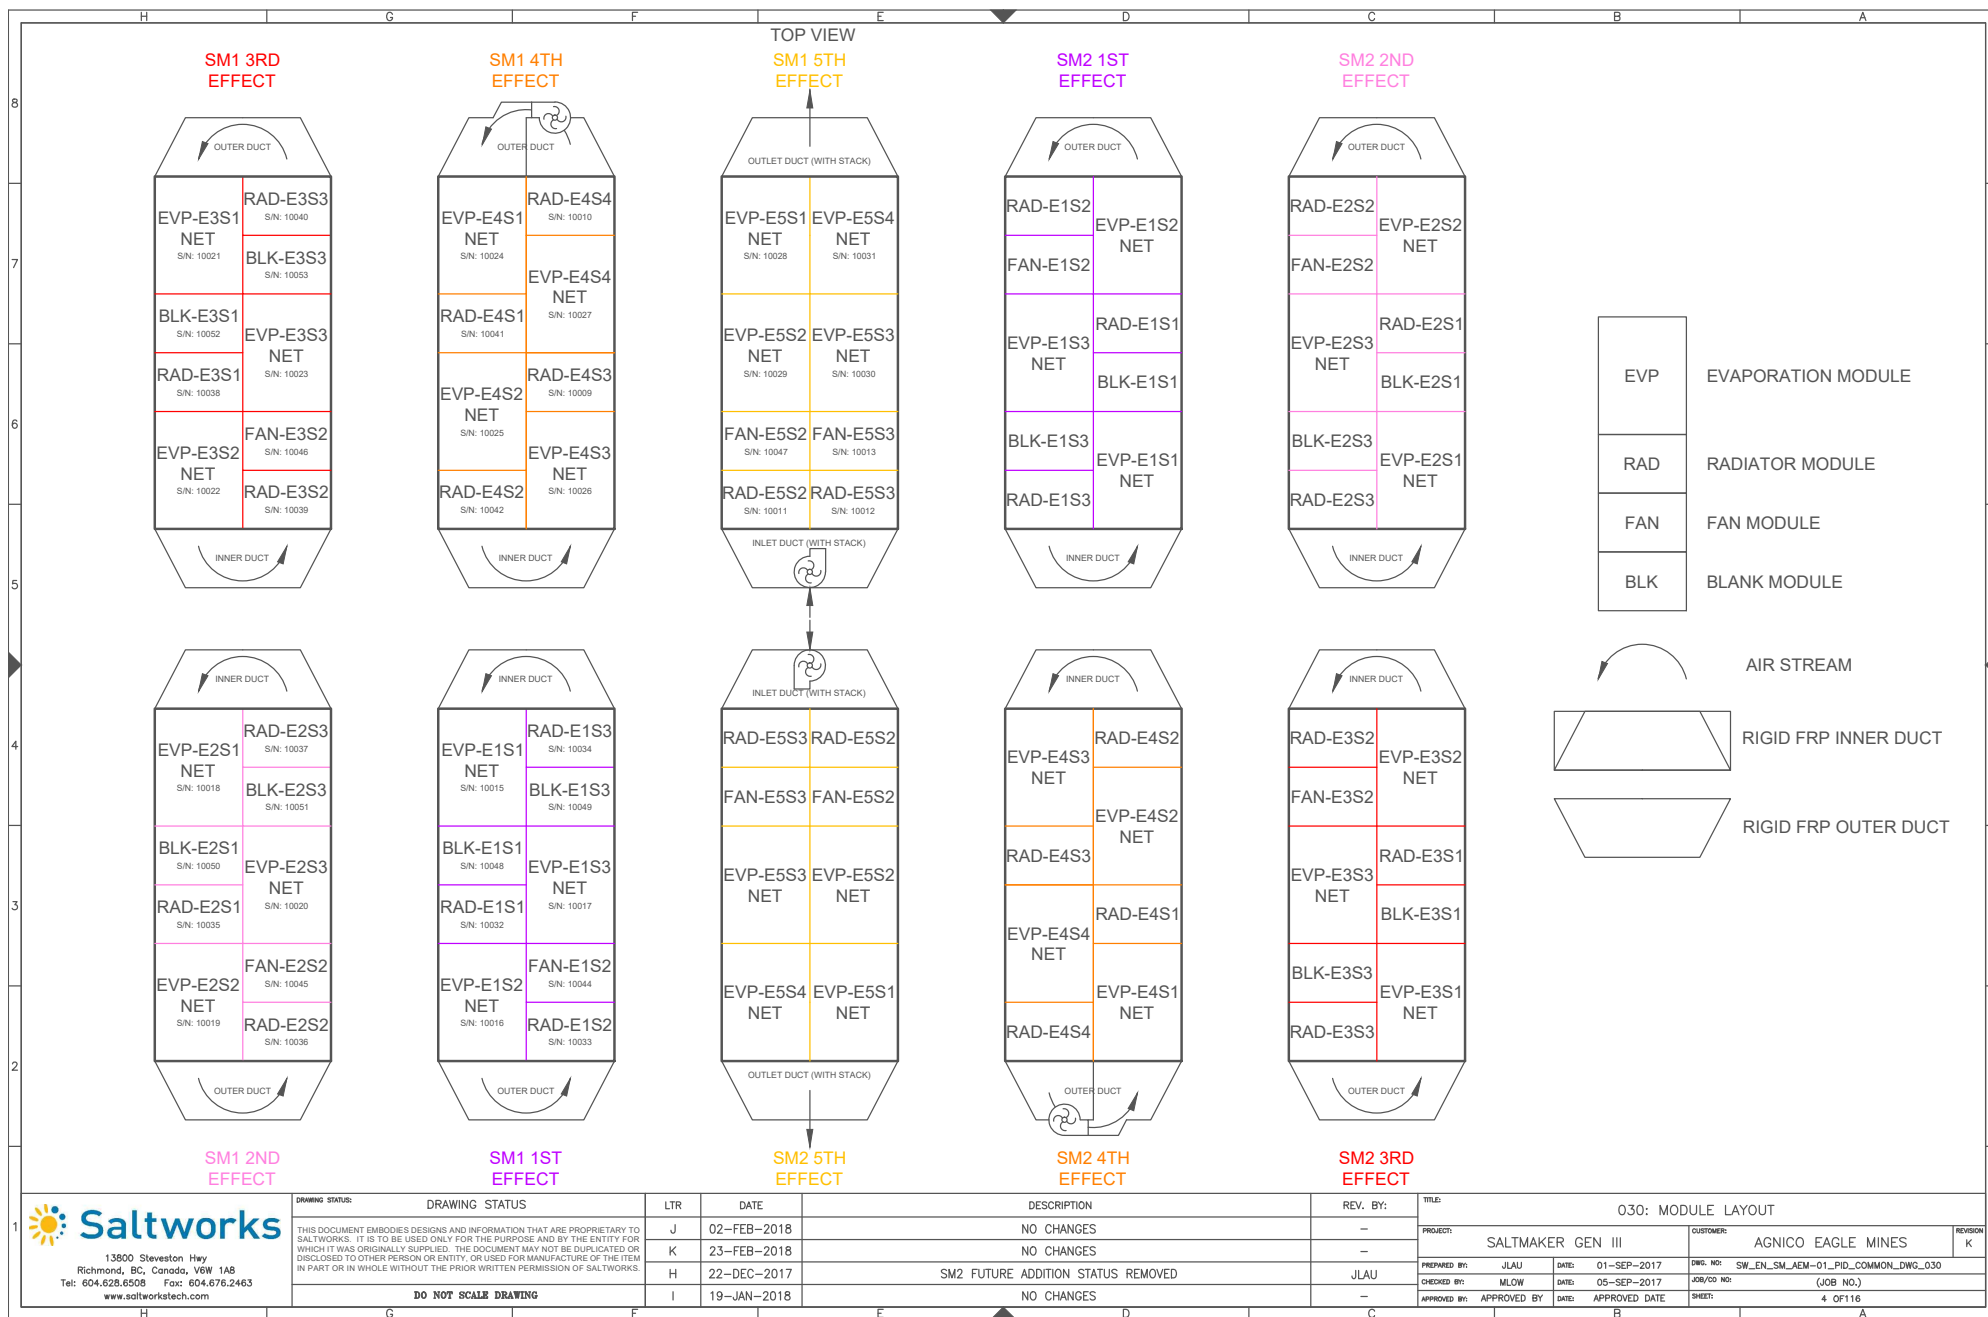 H G F E D C B A
TOP VIEW
SM1 3RD
EFFECT
SM1 4TH
EFFECT
SM1 5TH
EFFECT
SM2 1ST
EFFECT
SM2 2ND
EFFECT
8
7
6
5
4
3
2
1
OUTER DUCT
EVP-E3S1
NET
S/N: 10021
RAD-E3S3
S/N: 10040
BLK-E3S3
S/N: 10053
BLK-E3S1
S/N: 10052
EVP-E3S3
NET
S/N: 10023
RAD-E3S1
S/N: 10038
EVP-E3S2
NET
S/N: 10022
FAN-E3S2
S/N: 10046
RAD-E3S2
S/N: 10039
INNER DUCT
OUTER DUCT
EVP-E4S1
NET
S/N: 10024
RAD-E4S4
S/N: 10010
EVP-E4S4
NET
S/N: 10027
RAD-E4S1
S/N: 10041
EVP-E4S2
NET
S/N: 10025
RAD-E4S3
S/N: 10009
EVP-E4S3
NET
S/N: 10026
RAD-E4S2
S/N: 10042
INNER DUCT
OUTLET DUCT (WITH STACK)
EVP-E5S1
NET
S/N: 10028
EVP-E5S4
NET
S/N: 10031
EVP-E5S2
NET
S/N: 10029
EVP-E5S3
NET
S/N: 10030
FAN-E5S2
S/N: 10047
FAN-E5S3
S/N: 10013
RAD-E5S2
S/N: 10011
RAD-E5S3
S/N: 10012
INLET DUCT (WITH STACK)
OUTER DUCT
RAD-E1S2
EVP-E1S2
NET
FAN-E1S2
EVP-E1S3
NET
RAD-E1S1
BLK-E1S1
BLK-E1S3
EVP-E1S1
NET
RAD-E1S3
INNER DUCT
OUTER DUCT
RAD-E2S2
EVP-E2S2
NET
FAN-E2S2
EVP-E2S3
NET
RAD-E2S1
BLK-E2S1
BLK-E2S3
EVP-E2S1
NET
RAD-E2S3
INNER DUCT
EVP EVAPORATION MODULE
RAD RADIATOR MODULE
FAN FAN MODULE
BLK BLANK MODULE
AIR STREAM
RIGID FRP INNER DUCT
RIGID FRP OUTER DUCT
INNER DUCT
EVP-E2S1
NET
S/N: 10018
RAD-E2S3
S/N: 10037
BLK-E2S3
S/N: 10051
BLK-E2S1
S/N: 10050
EVP-E2S3
NET
S/N: 10020
RAD-E2S1
S/N: 10035
EVP-E2S2
NET
S/N: 10019
FAN-E2S2
S/N: 10045
RAD-E2S2
S/N: 10036
OUTER DUCT
INNER DUCT
EVP-E1S1
NET
S/N: 10015
RAD-E1S3
S/N: 10034
BLK-E1S3
S/N: 10049
BLK-E1S1
S/N: 10048
EVP-E1S3
NET
S/N: 10017
RAD-E1S1
S/N: 10032
EVP-E1S2
NET
S/N: 10016
FAN-E1S2
S/N: 10044
RAD-E1S2
S/N: 10033
OUTER DUCT
INLET DUCT (WITH STACK)
RAD-E5S3
RAD-E5S2
FAN-E5S3
FAN-E5S2
EVP-E5S3
NET
EVP-E5S2
NET
EVP-E5S4
NET
EVP-E5S1
NET
OUTLET DUCT (WITH STACK)
INNER DUCT
EVP-E4S3
NET
RAD-E4S2
EVP-E4S2
NET
RAD-E4S3
EVP-E4S4
NET
RAD-E4S1
EVP-E4S1
NET
RAD-E4S4
OUTER DUCT
INNER DUCT
RAD-E3S2
EVP-E3S2
NET
FAN-E3S2
EVP-E3S3
NET
RAD-E3S1
BLK-E3S1
BLK-E3S3
EVP-E3S1
NET
RAD-E3S3
OUTER DUCT
SM1 2ND
EFFECT
SM1 1ST
EFFECT
SM2 5TH
EFFECT
SM2 4TH
EFFECT
SM2 3RD
EFFECT
Saltworks
13800 Steveston Hwy
Richmond, BC, Canada, V6W 1A8
Tel: 604.628.6508 Fax: 604.676.2463
www.saltworkstech.com
DRAWING STATUS: DRAWING STATUS
THIS DOCUMENT EMBODIES DESIGNS AND INFORMATION THAT ARE PROPRIETARY TO
SALTWORKS. IT IS TO BE USED ONLY FOR THE PURPOSE AND BY THE ENTITY FOR
WHICH IT WAS ORIGINALLY SUPPLIED. THE DOCUMENT MAY NOT BE DUPLICATED OR
DISCLOSED TO OTHER PERSON OR ENTITY, OR USED FOR MANUFACTURE OF THE ITEM
IN PART OR IN WHOLE WITHOUT THE PRIOR WRITTEN PERMISSION OF SALTWORKS.
DO NOT SCALE DRAWING
LTR DATE DESCRIPTION REV. BY:
J 02-FEB-2018 NO CHANGES -
K 23-FEB-2018 NO CHANGES -
H 22-DEC-2017 SM2 FUTURE ADDITION STATUS REMOVED JLAU
I 19-JAN-2018 NO CHANGES -
TITLE: 030: MODULE LAYOUT
PROJECT: SALTMAKER GEN III
CUSTOMER: AGNICO EAGLE MINES
REVISION K
PREPARED BY: JLAU DATE: 01-SEP-2017 DWG. NO: SW_EN_SM_AEM-01_PID_COMMON_DWG_030
CHECKED BY: MLOW DATE: 05-SEP-2017 JOB/CO NO: (JOB NO.)
APPROVED BY: APPROVED BY DATE: APPROVED DATE SHEET: 4 OF116
H G F E D C B A